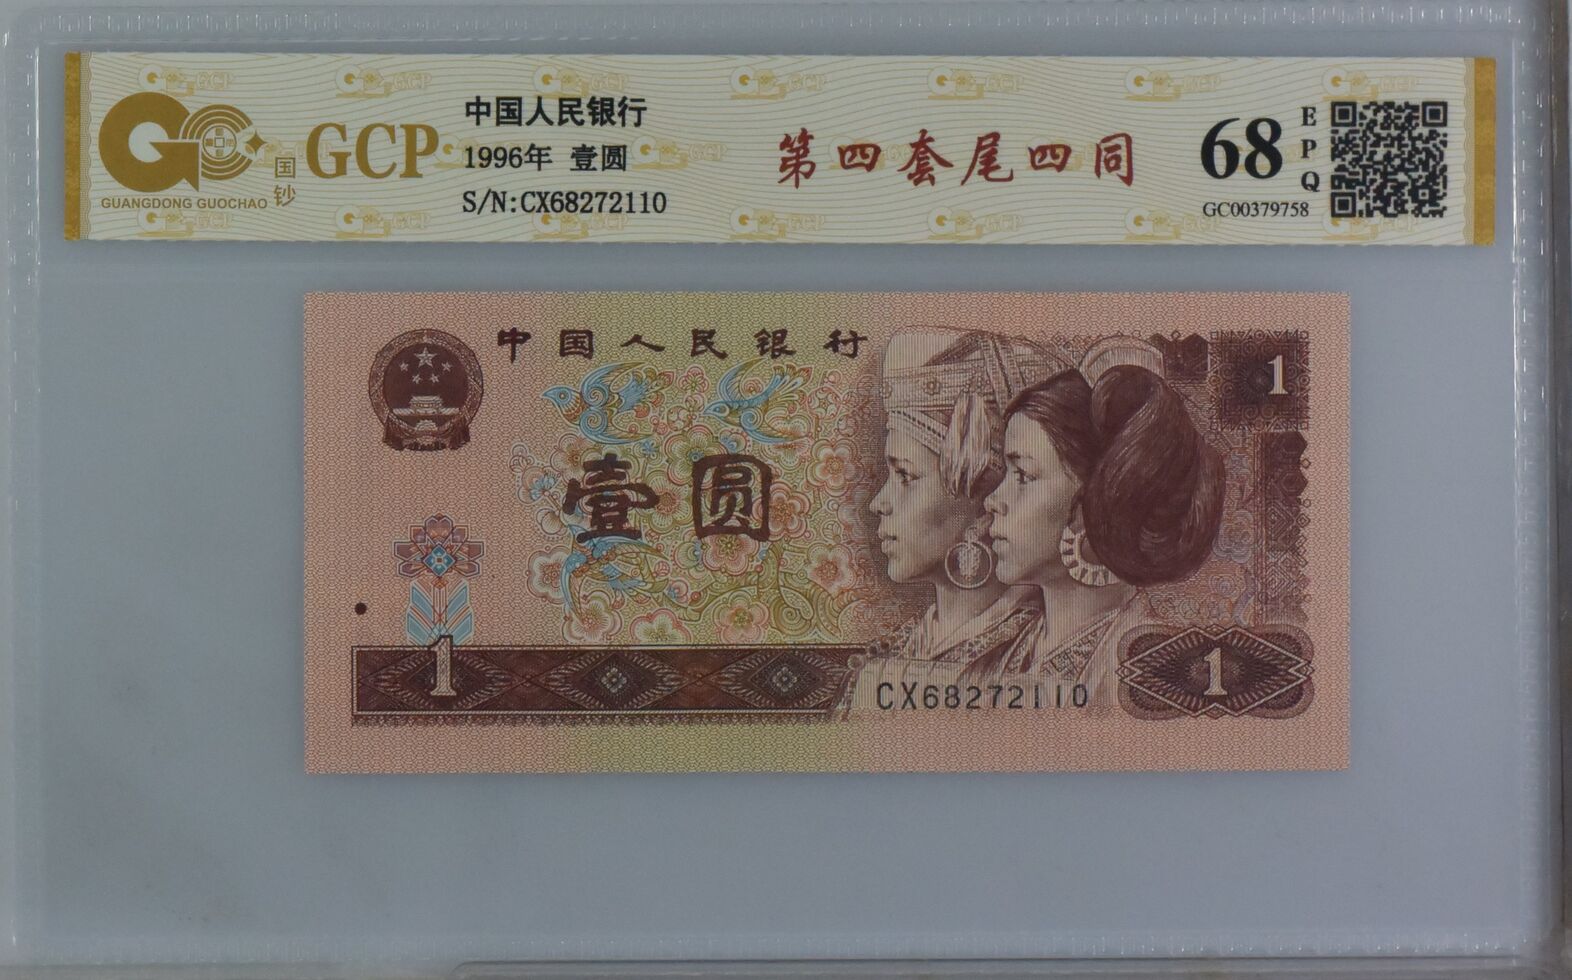 GCP
国钞
GUANGDONG GUOCHAO
中国人民银行
1996年 壹圆
S/N:CX68272110
第四套尾四同
68
EPQ
GC00379758
中国人民银行
1
壹圆
1
CX68272110
1